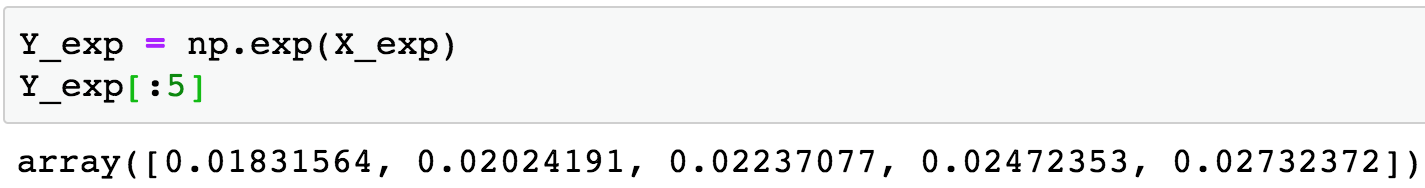 Y_exp = np.exp(X_exp)
Y_exp[:5]
array([0.01831564, 0.02024191, 0.02237077, 0.02472353, 0.02732372])